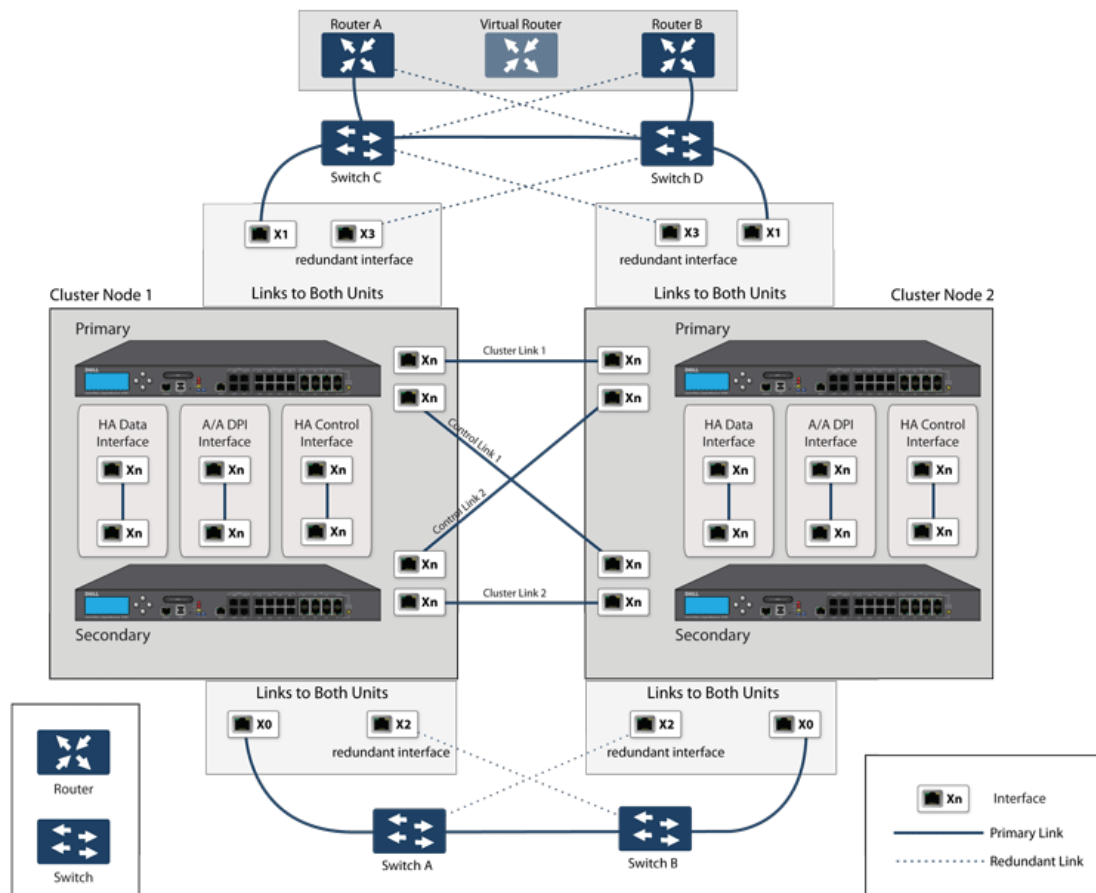 Router A
Virtual Router
Router B
Switch C
Switch D
X1
X3
redundant interface
Links to Both Units
X3
X1
redundant interface
Links to Both Units
Cluster Node 1
Cluster Node 2
Primary
DELL
HA Data
Interface
A/A DPI
Interface
HA Control
Interface
Xn
Xn
Xn
Xn
Xn
Xn
DELL
Secondary
Xn
Cluster Link 1
Xn
Xn
Xn
Control Link 1
Control Link 2
Xn
Xn
Xn
Cluster Link 2
Xn
Primary
DELL
HA Data
Interface
A/A DPI
Interface
HA Control
Interface
Xn
Xn
Xn
Xn
Xn
Xn
DELL
Secondary
Links to Both Units
X0
X2
redundant interface
Links to Both Units
X2
X0
redundant interface
Switch A
Switch B
Router
Switch
Xn
Interface
Primary Link
Redundant Link